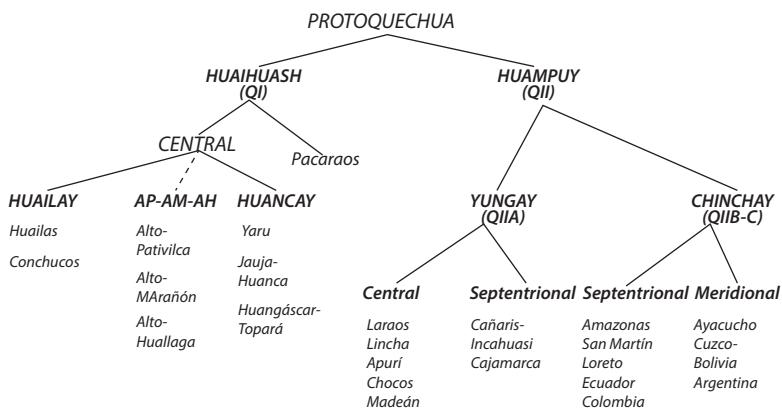 PROTOQUECHUA
HUAIHUASH
(QI)
HUAMPUY
(QII)
CENTRAL
Pacaraos
HUAILAY
Huailas
Conchucos
AP-AM-AH
Alto-
Pativilca
Alto-
MArañón
Alto-
Huallaga
HUANCAY
Yaru
Jauja-
Huanca
Huangáscar-
Topará
YUNGAY
(QIIA)
CHINCHAY
(QIIB-C)
Central
Laraos
Lincha
Apurí
Chocos
Madeán
Septentrional
Cañaris-
Incahuasi
Cajamarca
Septentrional
Amazonas
San Martín
Loreto
Ecuador
Colombia
Meridional
Ayacucho
Cuzco-
Bolivia
Argentina